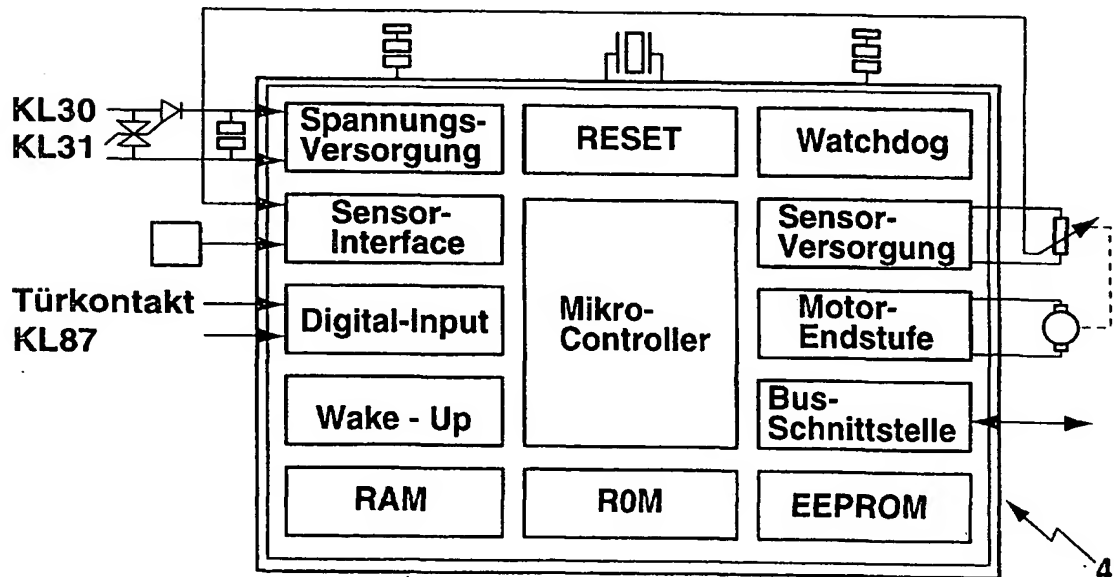 KL30
KL31
Spannungs-
Versorgung
RESET
Watchdog
Sensor-
Interface
Sensor-
Versorgung
Türkontakt
KL87
Digital-Input
Mikro-
Controller
Motor-
Endstufe
Wake - Up
Bus-
Schnittstelle
RAM
R0M
EEPROM
4